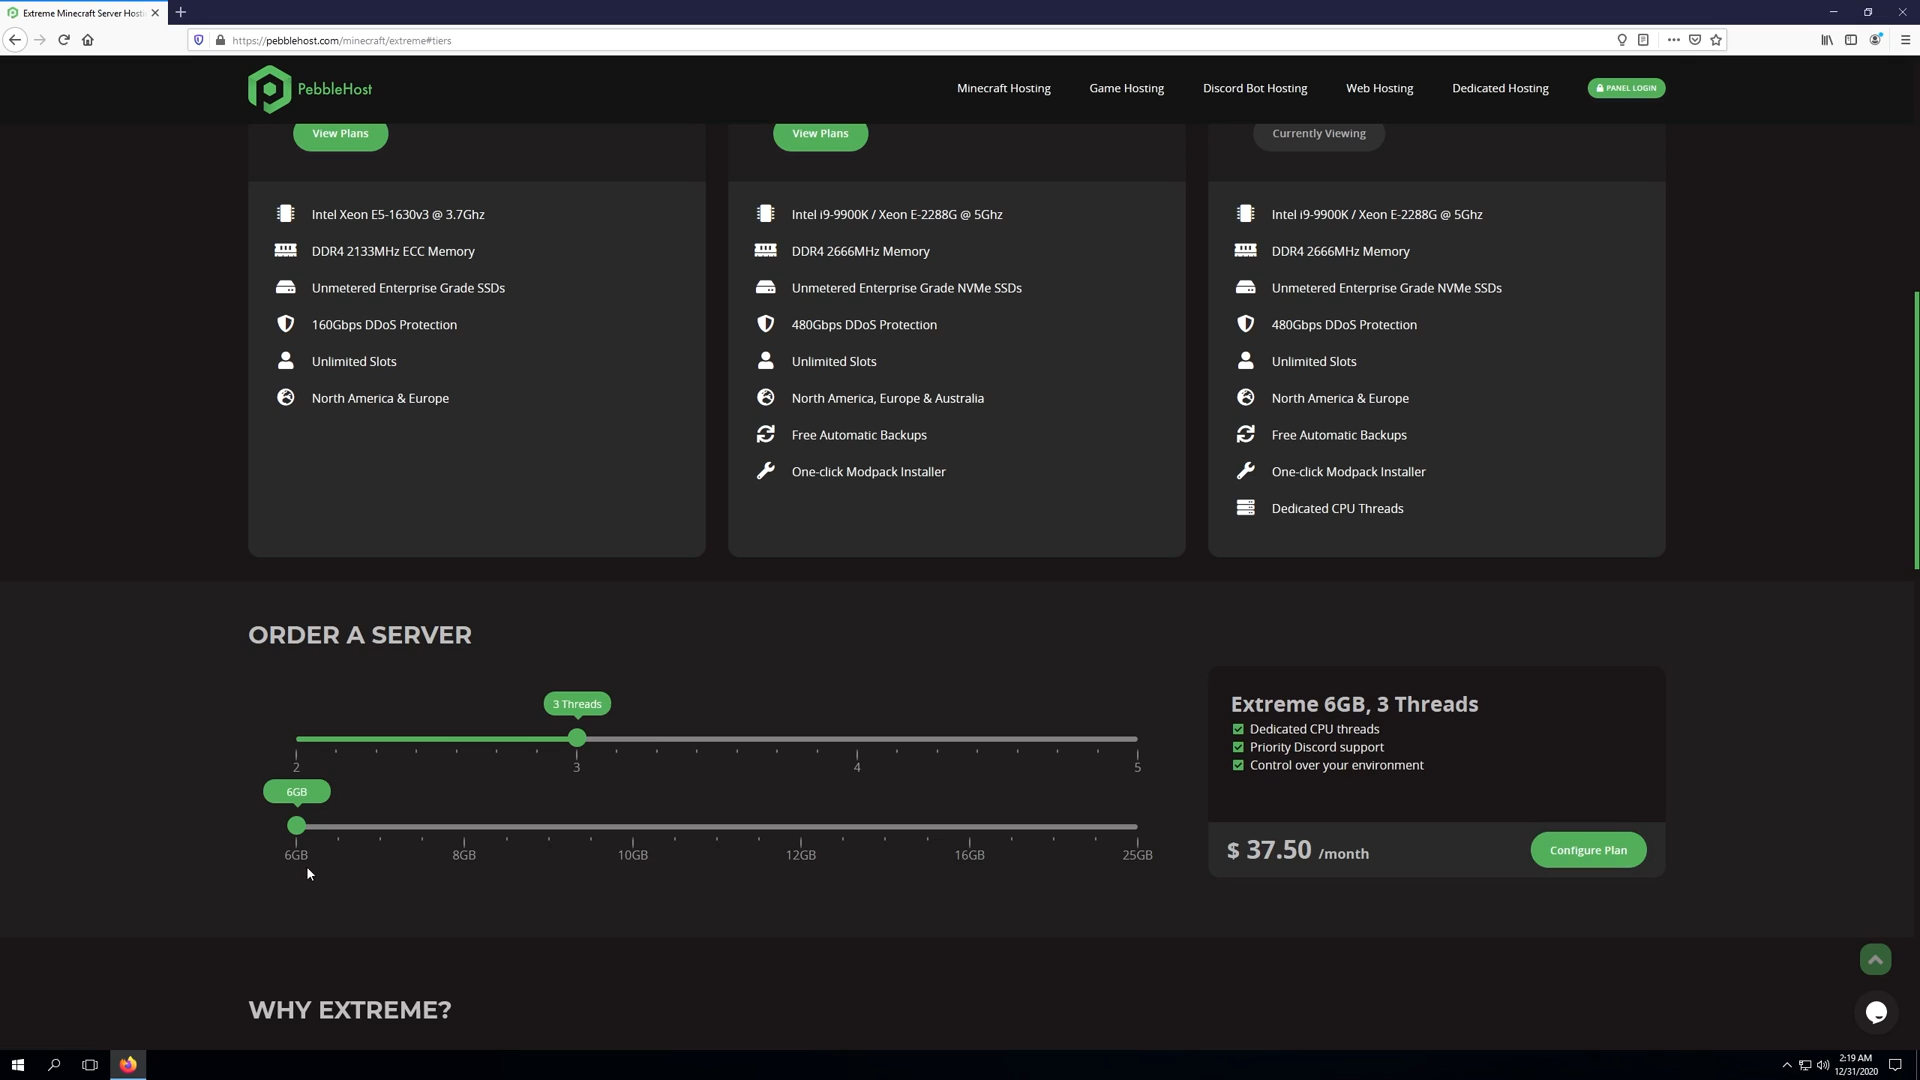 Extreme Minecraft Server Hosti
https://pebblehost.com/minecraft/extreme#tiers
PebbleHost
Minecraft Hosting
Game Hosting
Discord Bot Hosting
Web Hosting
Dedicated Hosting
PANEL LOGIN
View Plans
View Plans
Currently Viewing
Intel Xeon E5-1630v3 @ 3.7Ghz
DDR4 2133MHz ECC Memory
Unmetered Enterprise Grade SSDs
160Gbps DDoS Protection
Unlimited Slots
North America & Europe
Intel i9-9900K / Xeon E-2288G @ 5Ghz
DDR4 2666MHz Memory
Unmetered Enterprise Grade NVMe SSDs
480Gbps DDoS Protection
Unlimited Slots
North America, Europe & Australia
Free Automatic Backups
One-click Modpack Installer
Intel i9-9900K / Xeon E-2288G @ 5Ghz
DDR4 2666MHz Memory
Unmetered Enterprise Grade NVMe SSDs
480Gbps DDoS Protection
Unlimited Slots
North America & Europe
Free Automatic Backups
One-click Modpack Installer
Dedicated CPU Threads
ORDER A SERVER
3 Threads
2 3 4 5
6GB
6GB 8GB 10GB 12GB 16GB 25GB
Extreme 6GB, 3 Threads
Dedicated CPU threads
Priority Discord support
Control over your environment
$ 37.50 /month
Configure Plan
WHY EXTREME?
2:19 AM
12/31/2020